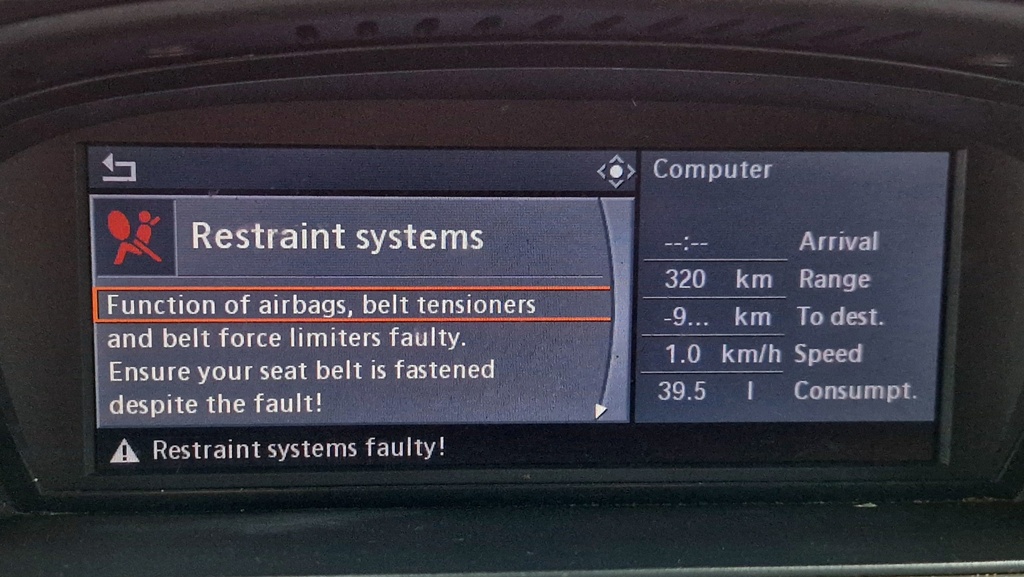 Restraint systems
Function of airbags, belt tensioners
and belt force limiters faulty.
Ensure your seat belt is fastened
despite the fault!
Restraint systems faulty!
Computer
--:-- Arrival
320 km Range
-9... km To dest.
1.0 km/h Speed
39.5 l Consumpt.